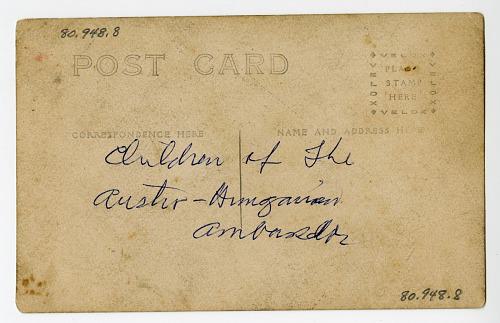 80.948.8
POST CARD
VELOX
PLACE
STAMP
HERE
VELOX
CORRESPONDENCE HERE
NAME AND ADDRESS HERE
Children of The
Austro-Hungarian
Ambassador
80.948.8